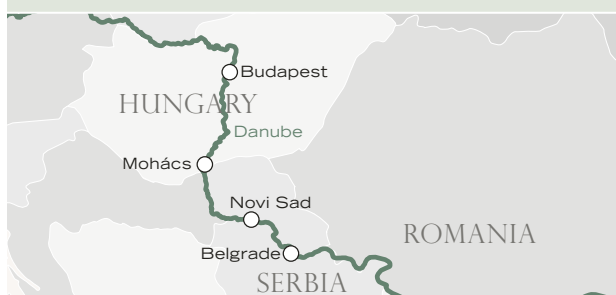 Budapest
HUNGARY
Danube
Mohács
Novi Sad
ROMANIA
Belgrade
SERBIA